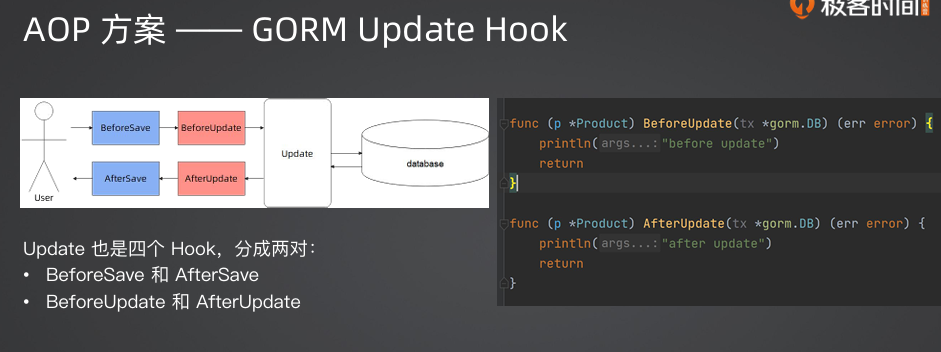 极客时间
AOP 方案 —— GORM Update Hook
BeforeSave
BeforeUpdate
Update
database
AfterSave
AfterUpdate
User
Update 也是四个 Hook，分成两对：
• BeforeSave 和 AfterSave
• BeforeUpdate 和 AfterUpdate
func (p *Product) BeforeUpdate(tx *gorm.DB) (err error) {
println( args...: "before update")
return
}
func (p *Product) AfterUpdate(tx *gorm.DB) (err error) {
println( args...: "after update")
return
}